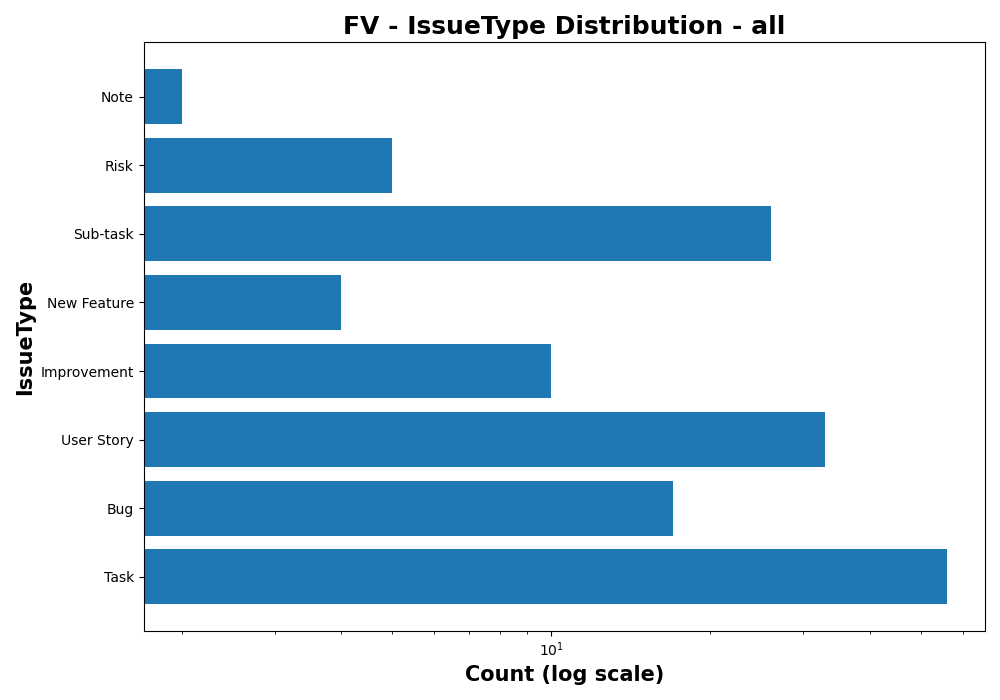 FV - IssueType Distribution - all
Note
Risk
Sub-task
New Feature
Improvement
User Story
Bug
Task
IssueType
10¹
Count (log scale)